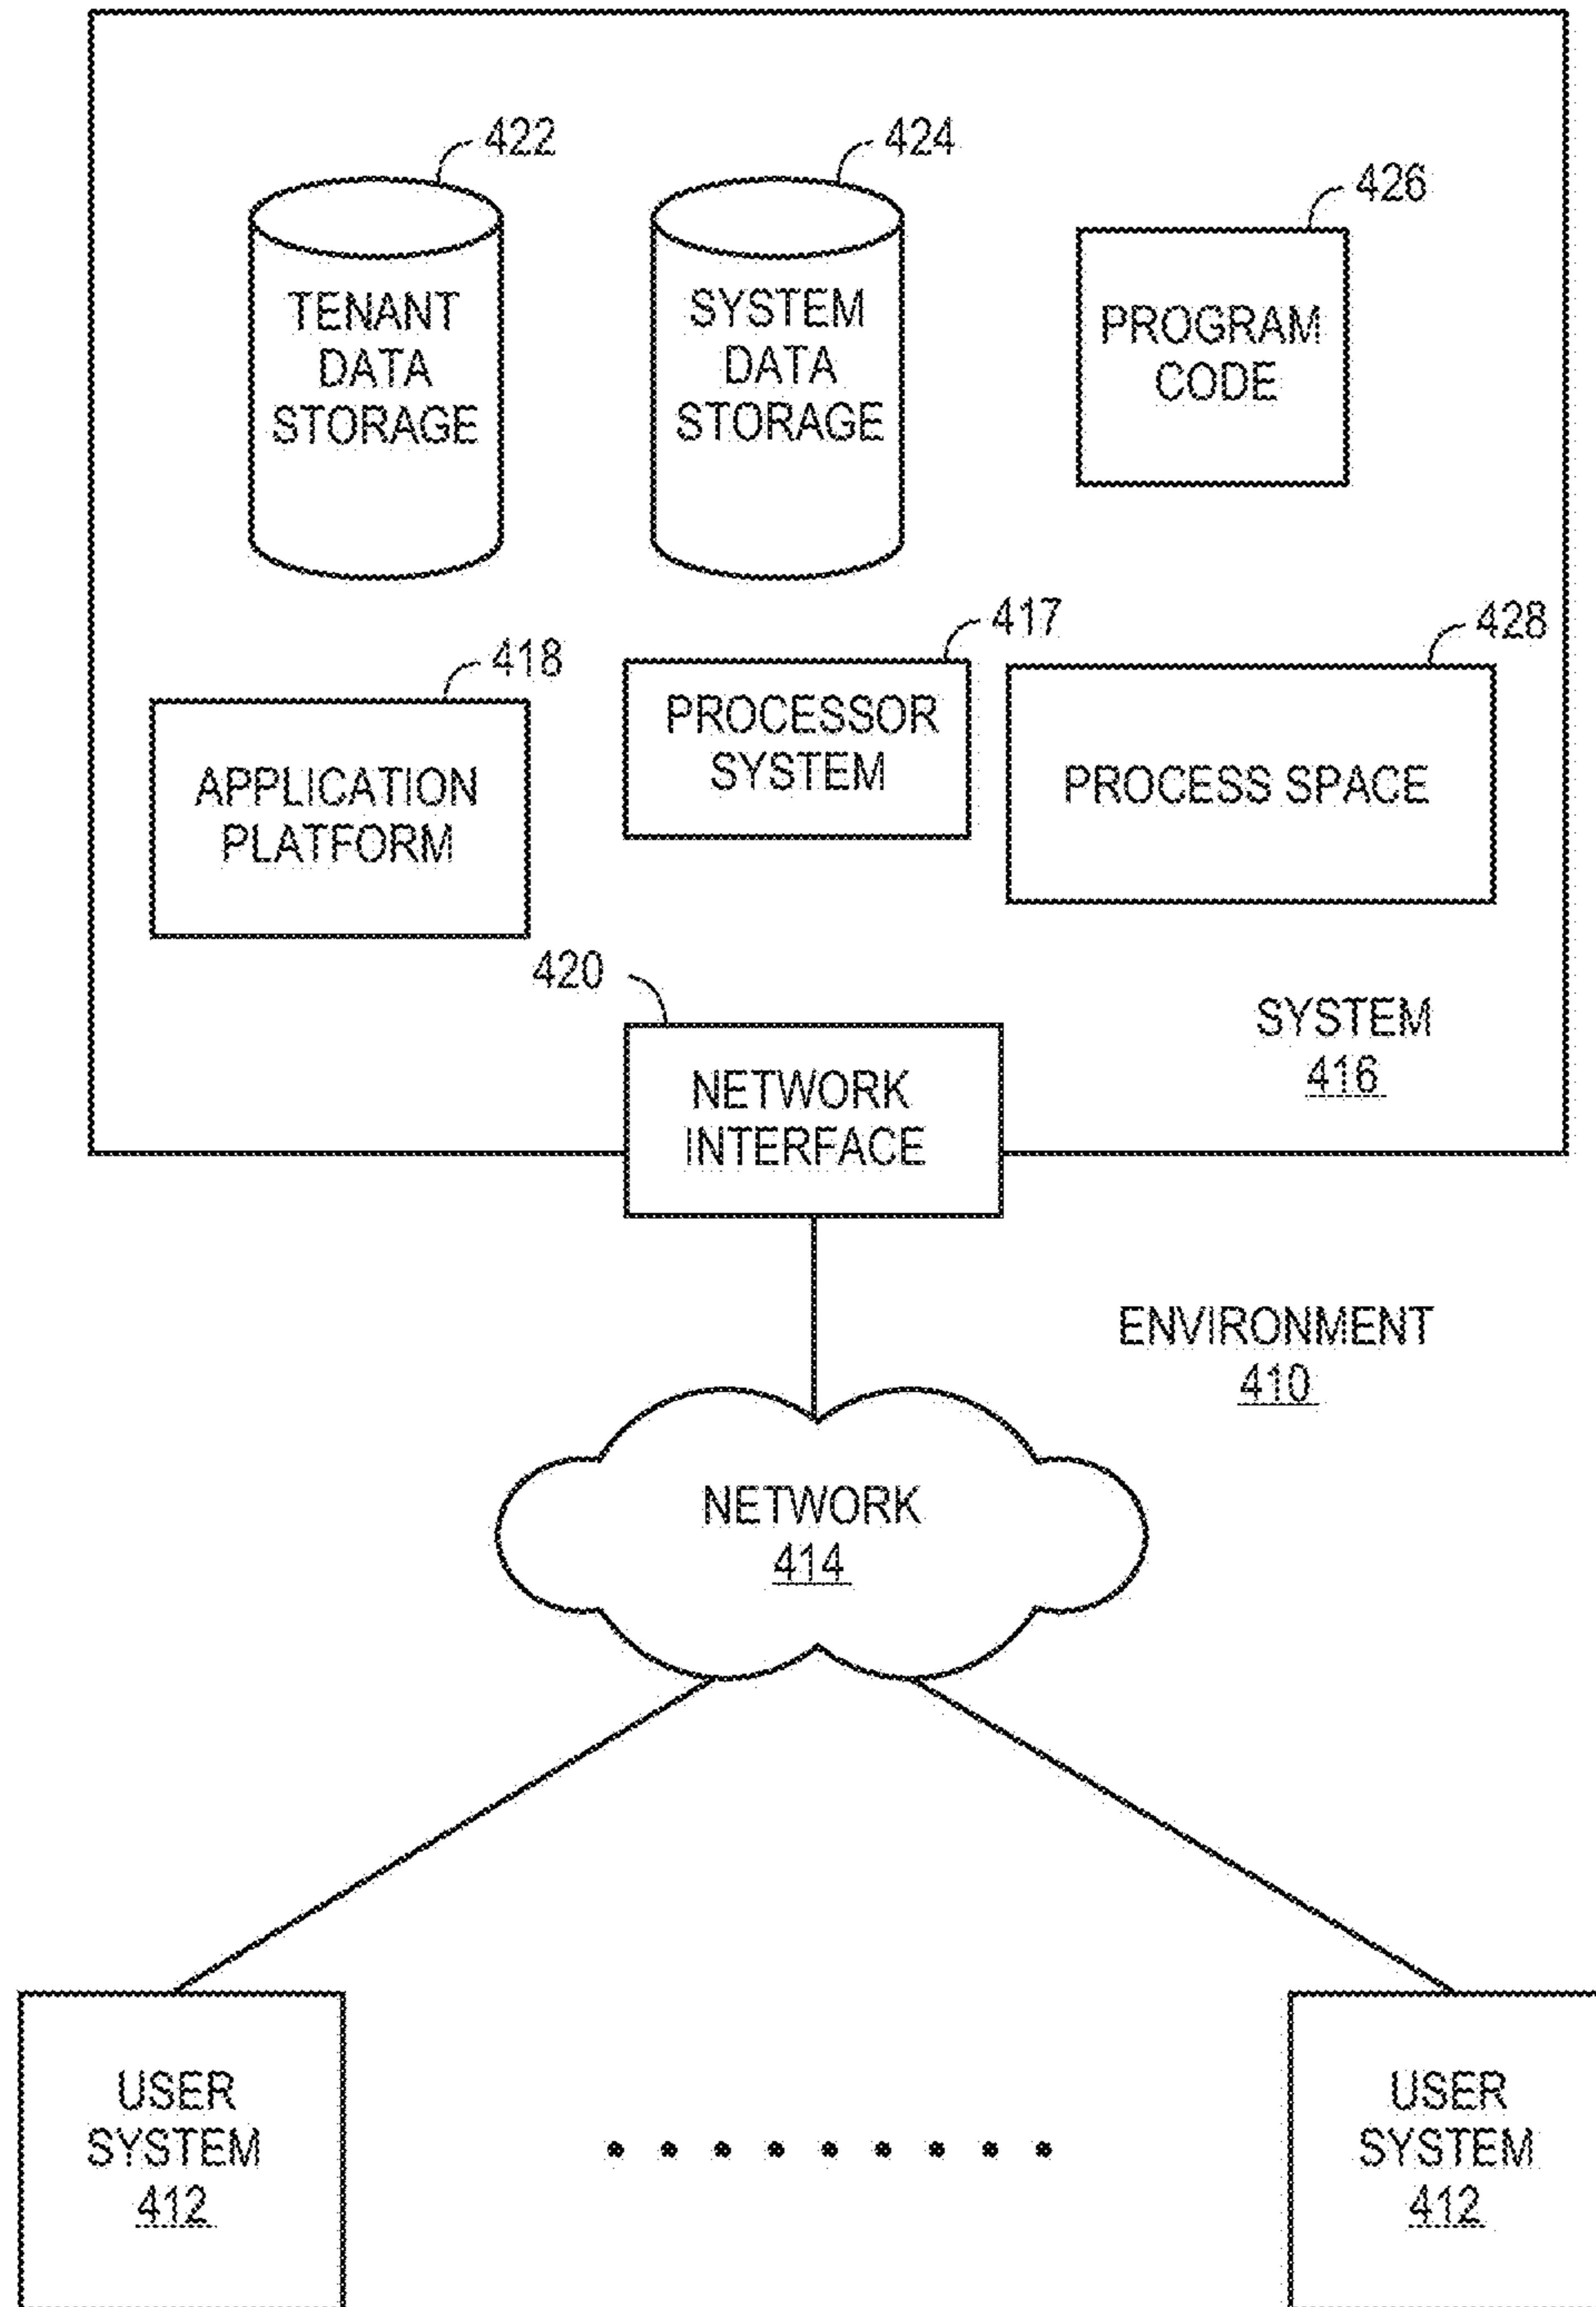 422
424
426
TENANT
DATA
STORAGE
SYSTEM
DATA
STORAGE
PROGRAM
CODE
418
417
428
APPLICATION
PLATFORM
PROCESSOR
SYSTEM
PROCESS SPACE
420
NETWORK
INTERFACE
SYSTEM
416
ENVIRONMENT
410
NETWORK
414
USER
SYSTEM
412
USER
SYSTEM
412